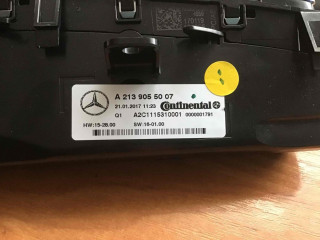 A 213 905 50 07
21.01.2017 11:23 Continental
Q1 A2C1115310001 0000001791
HW:15-28.00 SW:18-01.00